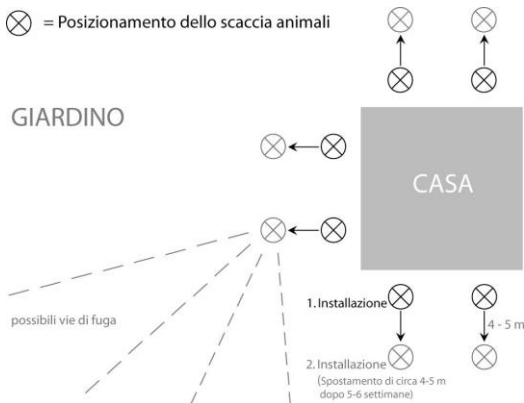 = Posizionamento dello scaccia animali
GIARDINO
CASA
1. Installazione
4 - 5 m
possibili vie di fuga
2. Installazione
(Spostamento di circa 4-5 m
dopo 5-6 settimane)